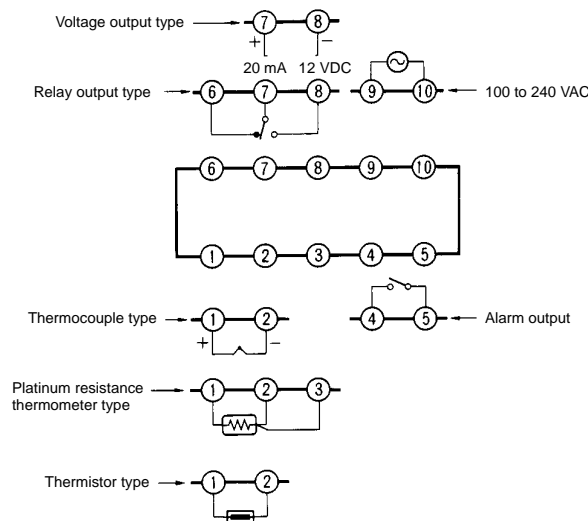 Voltage output type
7 8
+ −
20 mA 12 VDC
Relay output type
6 7 8 9 10
100 to 240 VAC
6 7 8 9 10
1 2 3 4 5
Thermocouple type
1 2
+ −
4 5
Alarm output
Platinum resistance
thermometer type
1 2 3
Thermistor type
1 2